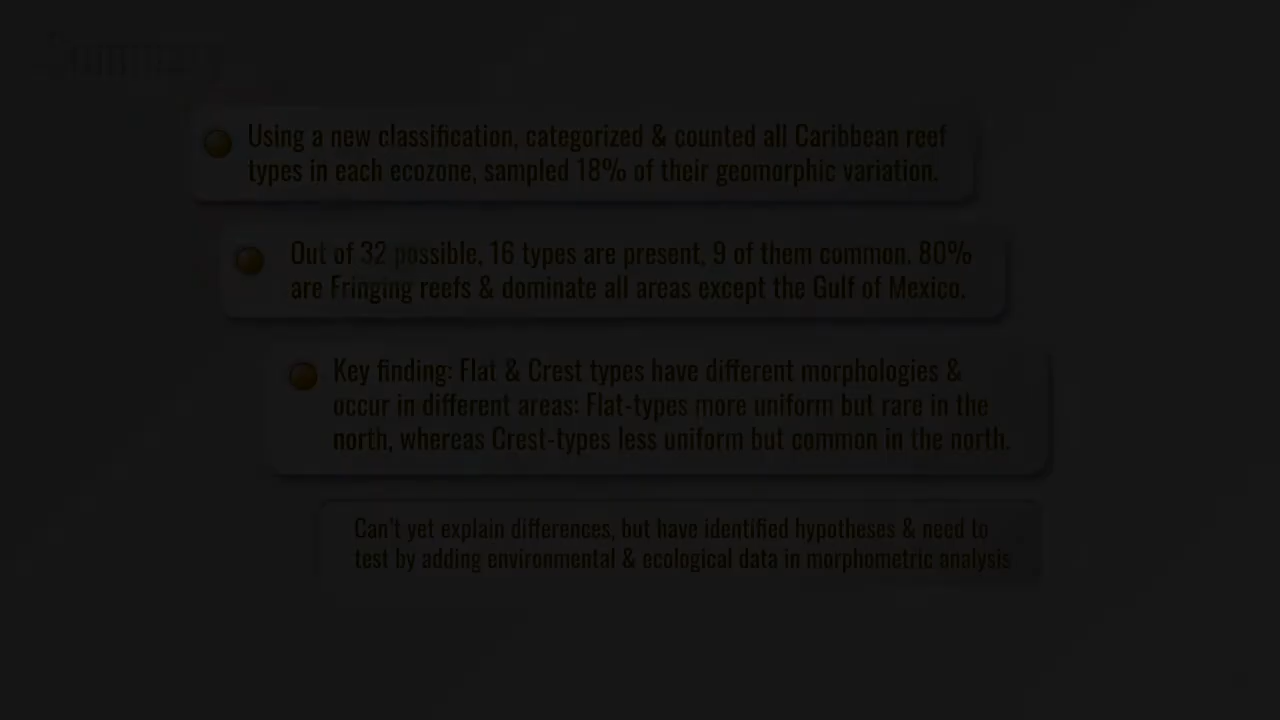 Summary
Using a new classification, categorized & counted all Caribbean reef
types in each ecozone, sampled 18% of their geomorphic variation.
Out of 32 possible, 16 types are present, 9 of them common. 80%
are Fringing reefs & dominate all areas except the Gulf of Mexico.
Key finding: Flat & Crest types have different morphologies &
occur in different areas: Flat-types more uniform but rare in the
north, whereas Crest-types less uniform but common in the north.
Can't yet explain differences, but have identified hypotheses & need to
test by adding environmental & ecological data in morphometric analysis